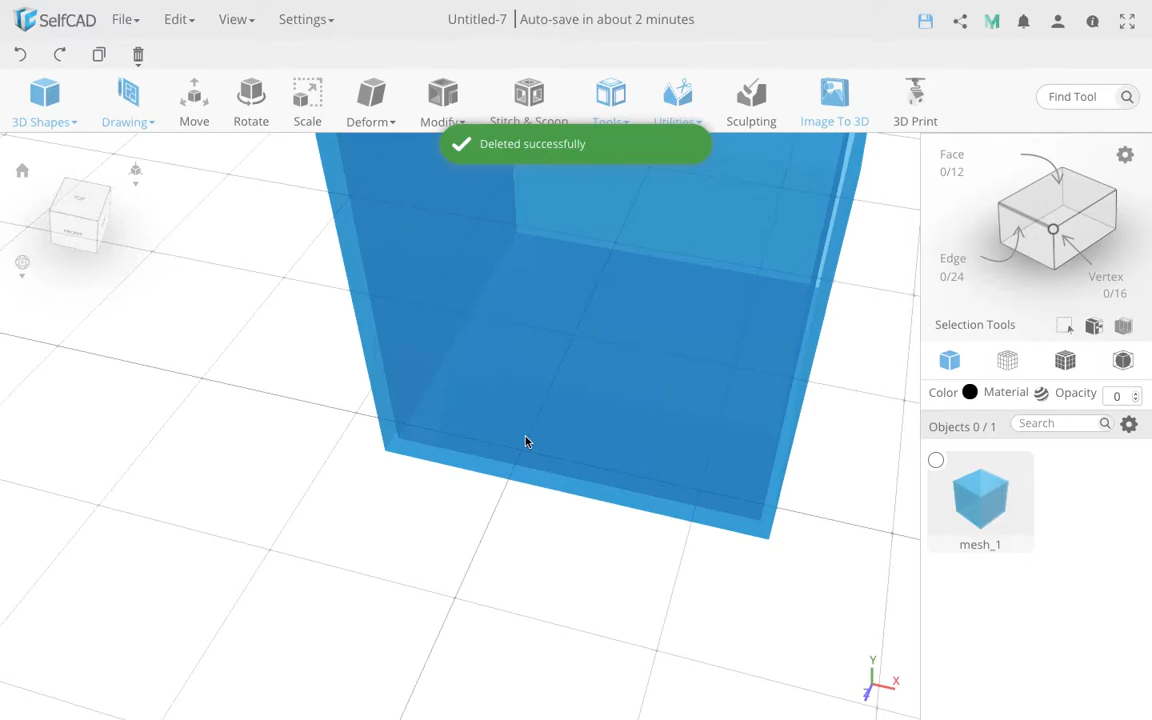 SelfCAD File Edit View Settings Untitled-7 Auto-save in about 2 minutes
3D Shapes Drawing Move Rotate Scale Deform Modify Stitch & Scoop Tools Utilities Sculpting Image To 3D 3D Print Find Tool
Deleted successfully
Face
0/12
TOP
FRONT
Edge
0/24
Vertex
0/16
Selection Tools
Color Material Opacity 0
Objects 0 / 1 Search
mesh_1
Y
X
Z